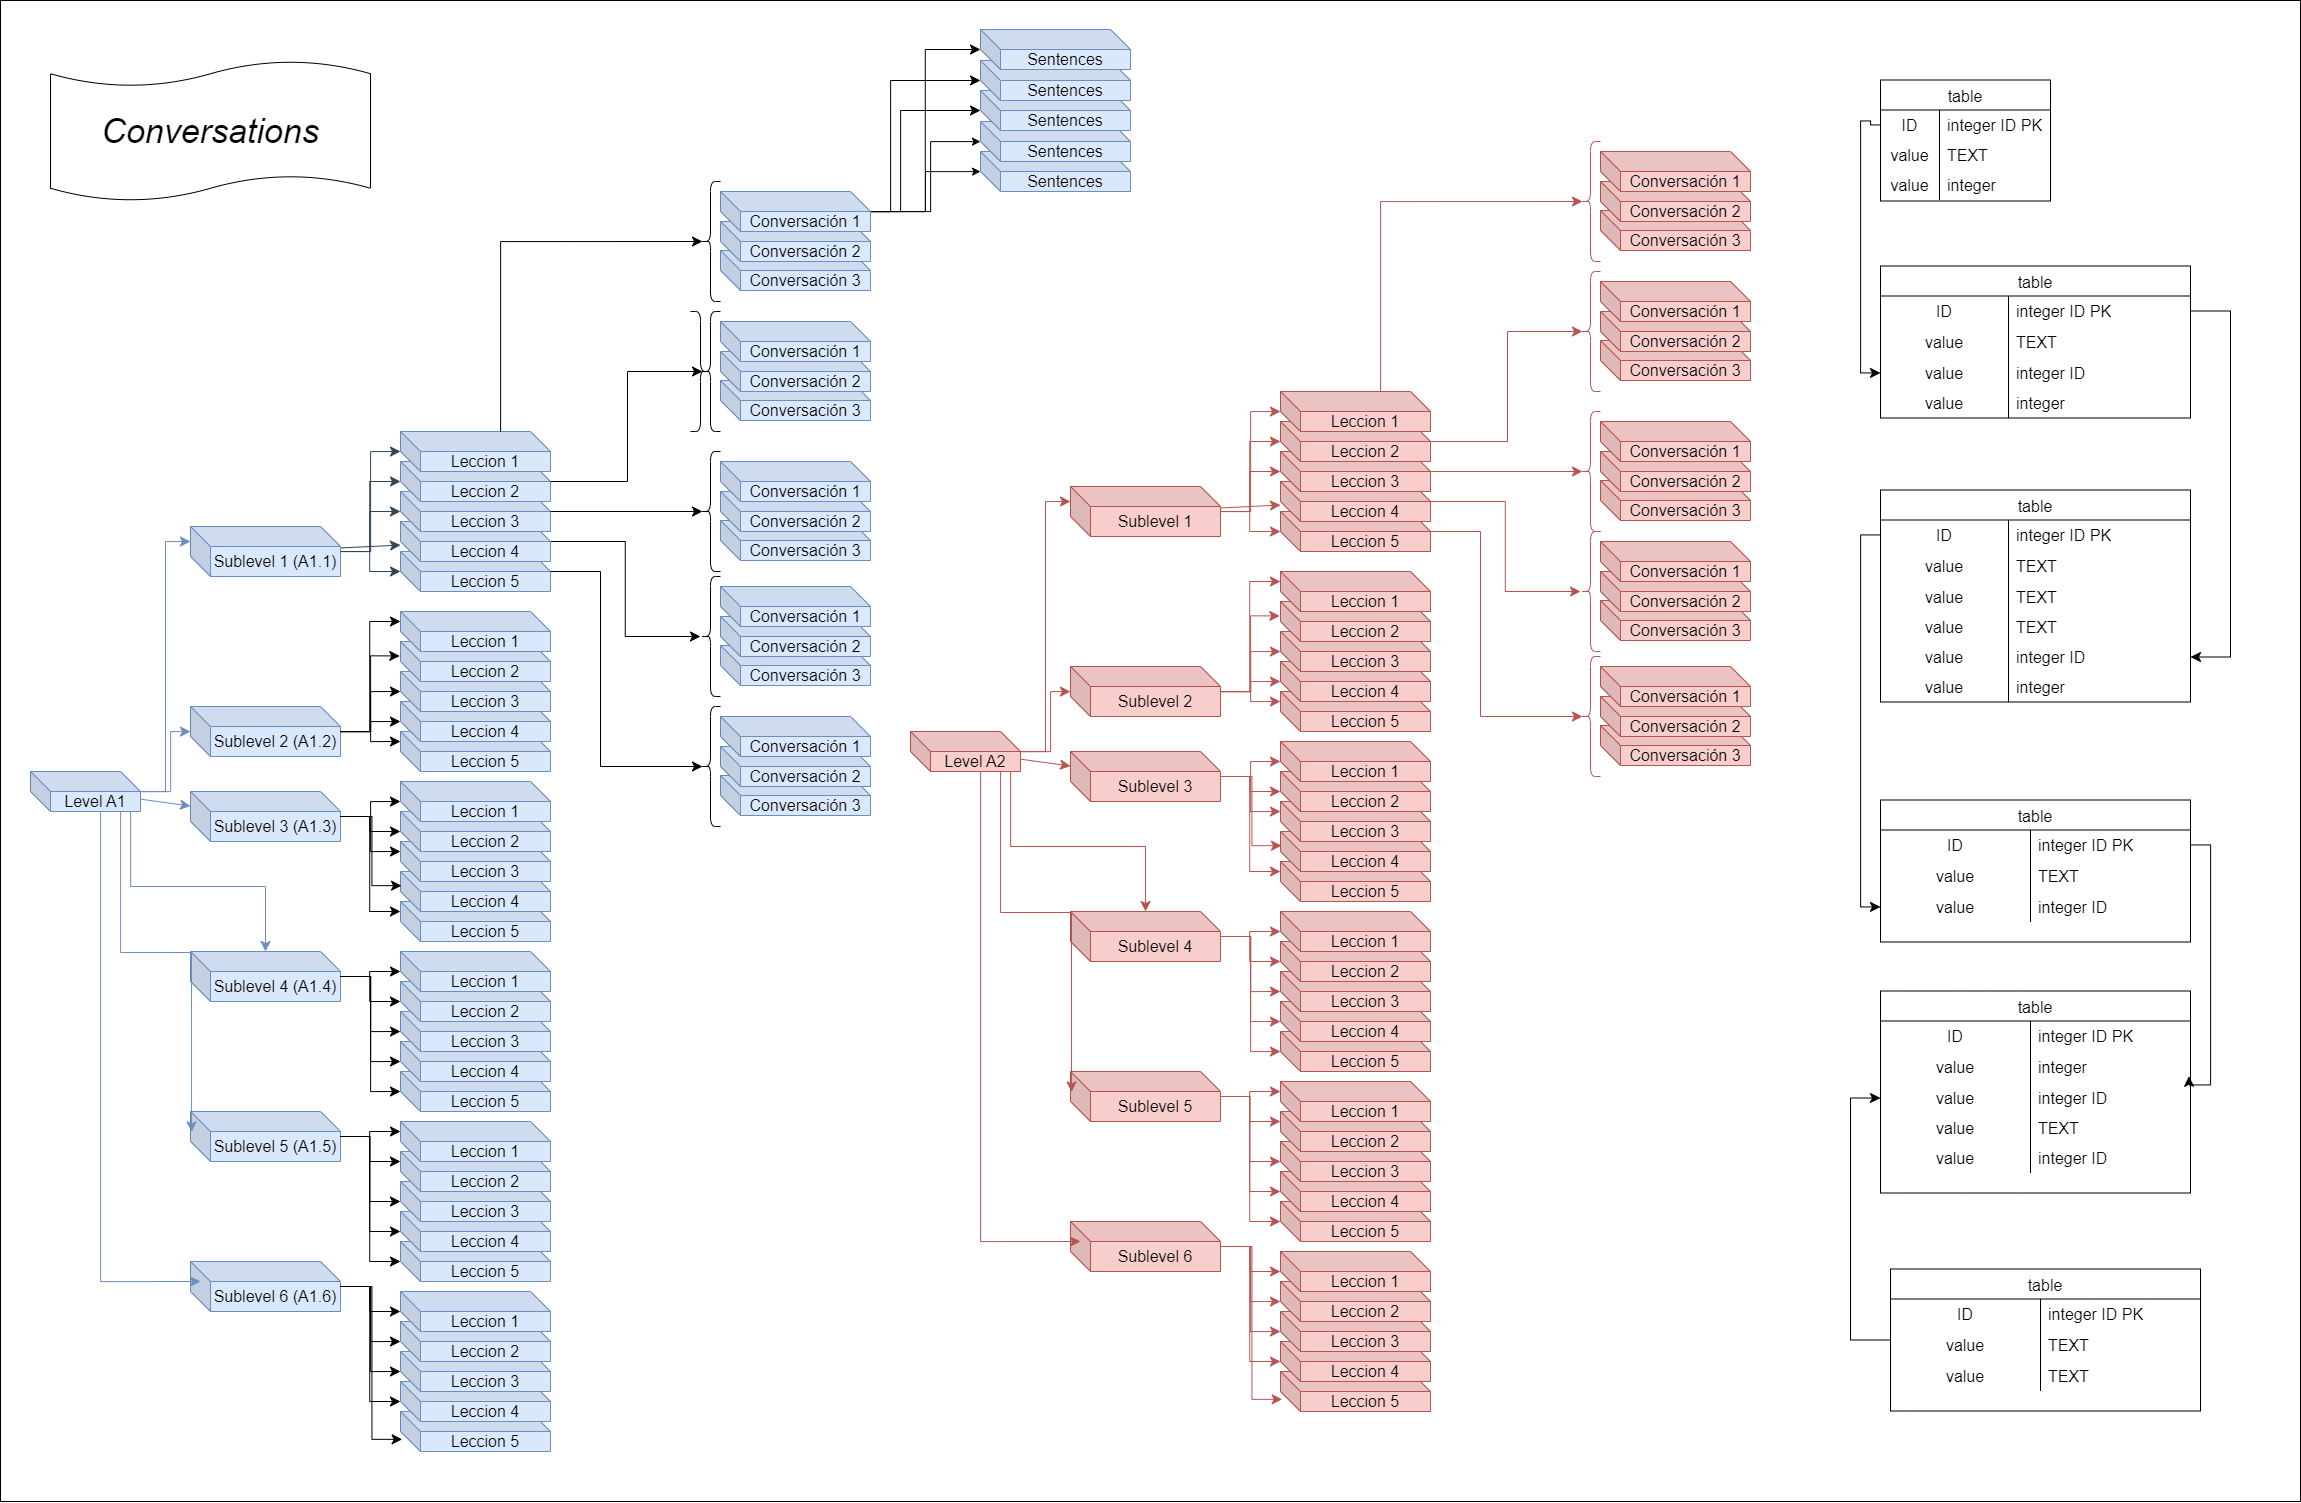 Conversations
Sentences
Sentences
Sentences
Sentences
Sentences
Conversación 1
Conversación 2
Conversación 3
Conversación 1
Conversación 2
Conversación 3
Conversación 1
Conversación 2
Conversación 3
Conversación 1
Conversación 2
Conversación 3
Conversación 1
Conversación 2
Conversación 3
Level A1
Sublevel 1 (A1.1)
Leccion 1
Leccion 2
Leccion 3
Leccion 4
Leccion 5
Sublevel 2 (A1.2)
Leccion 1
Leccion 2
Leccion 3
Leccion 4
Leccion 5
Sublevel 3 (A1.3)
Leccion 1
Leccion 2
Leccion 3
Leccion 4
Leccion 5
Sublevel 4 (A1.4)
Leccion 1
Leccion 2
Leccion 3
Leccion 4
Leccion 5
Sublevel 5 (A1.5)
Leccion 1
Leccion 2
Leccion 3
Leccion 4
Leccion 5
Sublevel 6 (A1.6)
Leccion 1
Leccion 2
Leccion 3
Leccion 4
Leccion 5
Level A2
Sublevel 1
Leccion 1
Leccion 2
Leccion 3
Leccion 4
Leccion 5
Sublevel 2
Leccion 1
Leccion 2
Leccion 3
Leccion 4
Leccion 5
Sublevel 3
Leccion 1
Leccion 2
Leccion 3
Leccion 4
Leccion 5
Sublevel 4
Leccion 1
Leccion 2
Leccion 3
Leccion 4
Leccion 5
Sublevel 5
Leccion 1
Leccion 2
Leccion 3
Leccion 4
Leccion 5
Sublevel 6
Leccion 1
Leccion 2
Leccion 3
Leccion 4
Leccion 5
Conversación 1
Conversación 2
Conversación 3
Conversación 1
Conversación 2
Conversación 3
Conversación 1
Conversación 2
Conversación 3
Conversación 1
Conversación 2
Conversación 3
Conversación 1
Conversación 2
Conversación 3
table
ID integer ID PK
value TEXT
value integer
table
ID integer ID PK
value TEXT
value integer ID
value integer
table
ID integer ID PK
value TEXT
value TEXT
value TEXT
value integer ID
value integer
table
ID integer ID PK
value TEXT
value integer ID
table
ID integer ID PK
value integer
value integer ID
value TEXT
value integer ID
table
ID integer ID PK
value TEXT
value TEXT